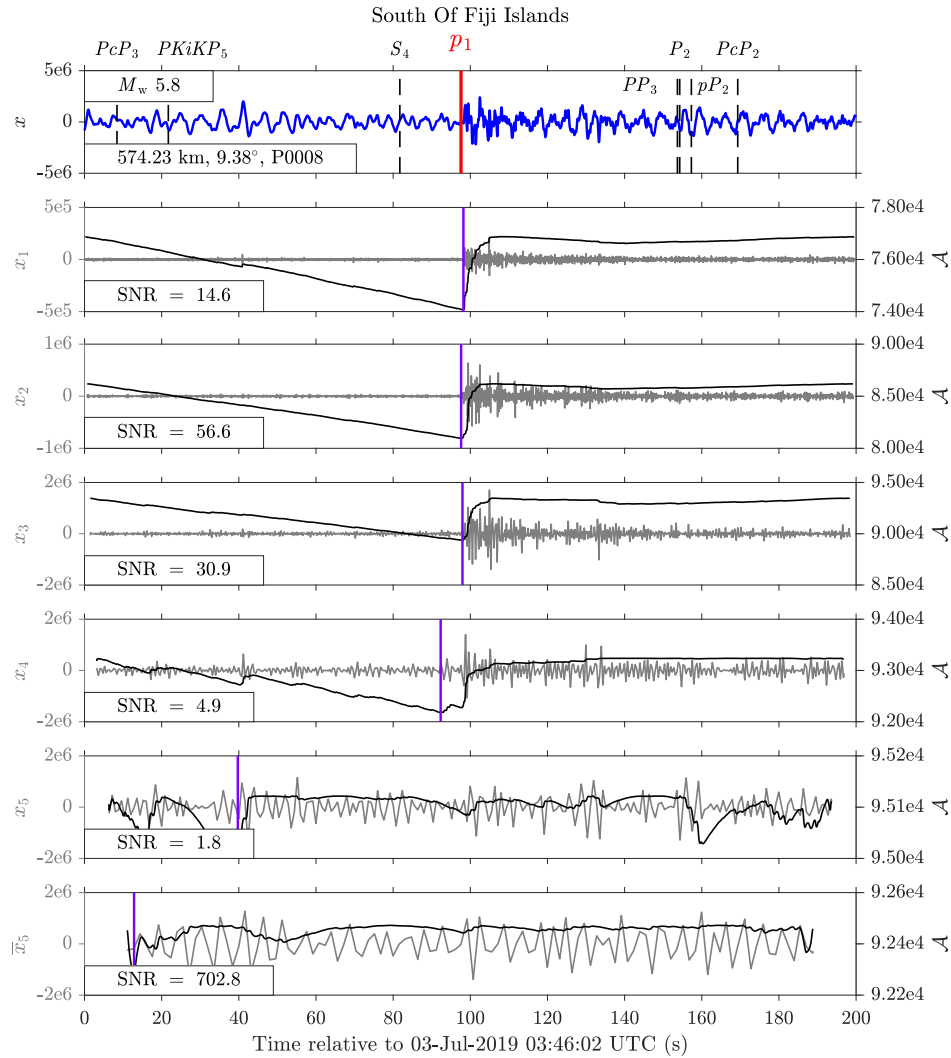 South Of Fiji Islands
PcP3 PKiKP5 S4 p1 P2 PcP2
5e6 Mw 5.8 PP3 pP2
x 0
-5e6 574.23 km, 9.38°, P0008
5e5 7.80e4
x1 0 7.60e4 𝒜
-5e5 SNR = 14.6 7.40e4
1e6 9.00e4
x2 0 8.50e4 𝒜
-1e6 SNR = 56.6 8.00e4
2e6 9.50e4
x3 0 9.00e4 𝒜
-2e6 SNR = 30.9 8.50e4
2e6 9.40e4
x4 0 9.30e4 𝒜
-2e6 SNR = 4.9 9.20e4
2e6 9.52e4
x5 0 9.51e4 𝒜
-2e6 SNR = 1.8 9.50e4
2e6 9.26e4
x̅5 0 9.24e4 𝒜
-2e6 SNR = 702.8 9.22e4
0 20 40 60 80 100 120 140 160 180 200
Time relative to 03-Jul-2019 03:46:02 UTC (s)